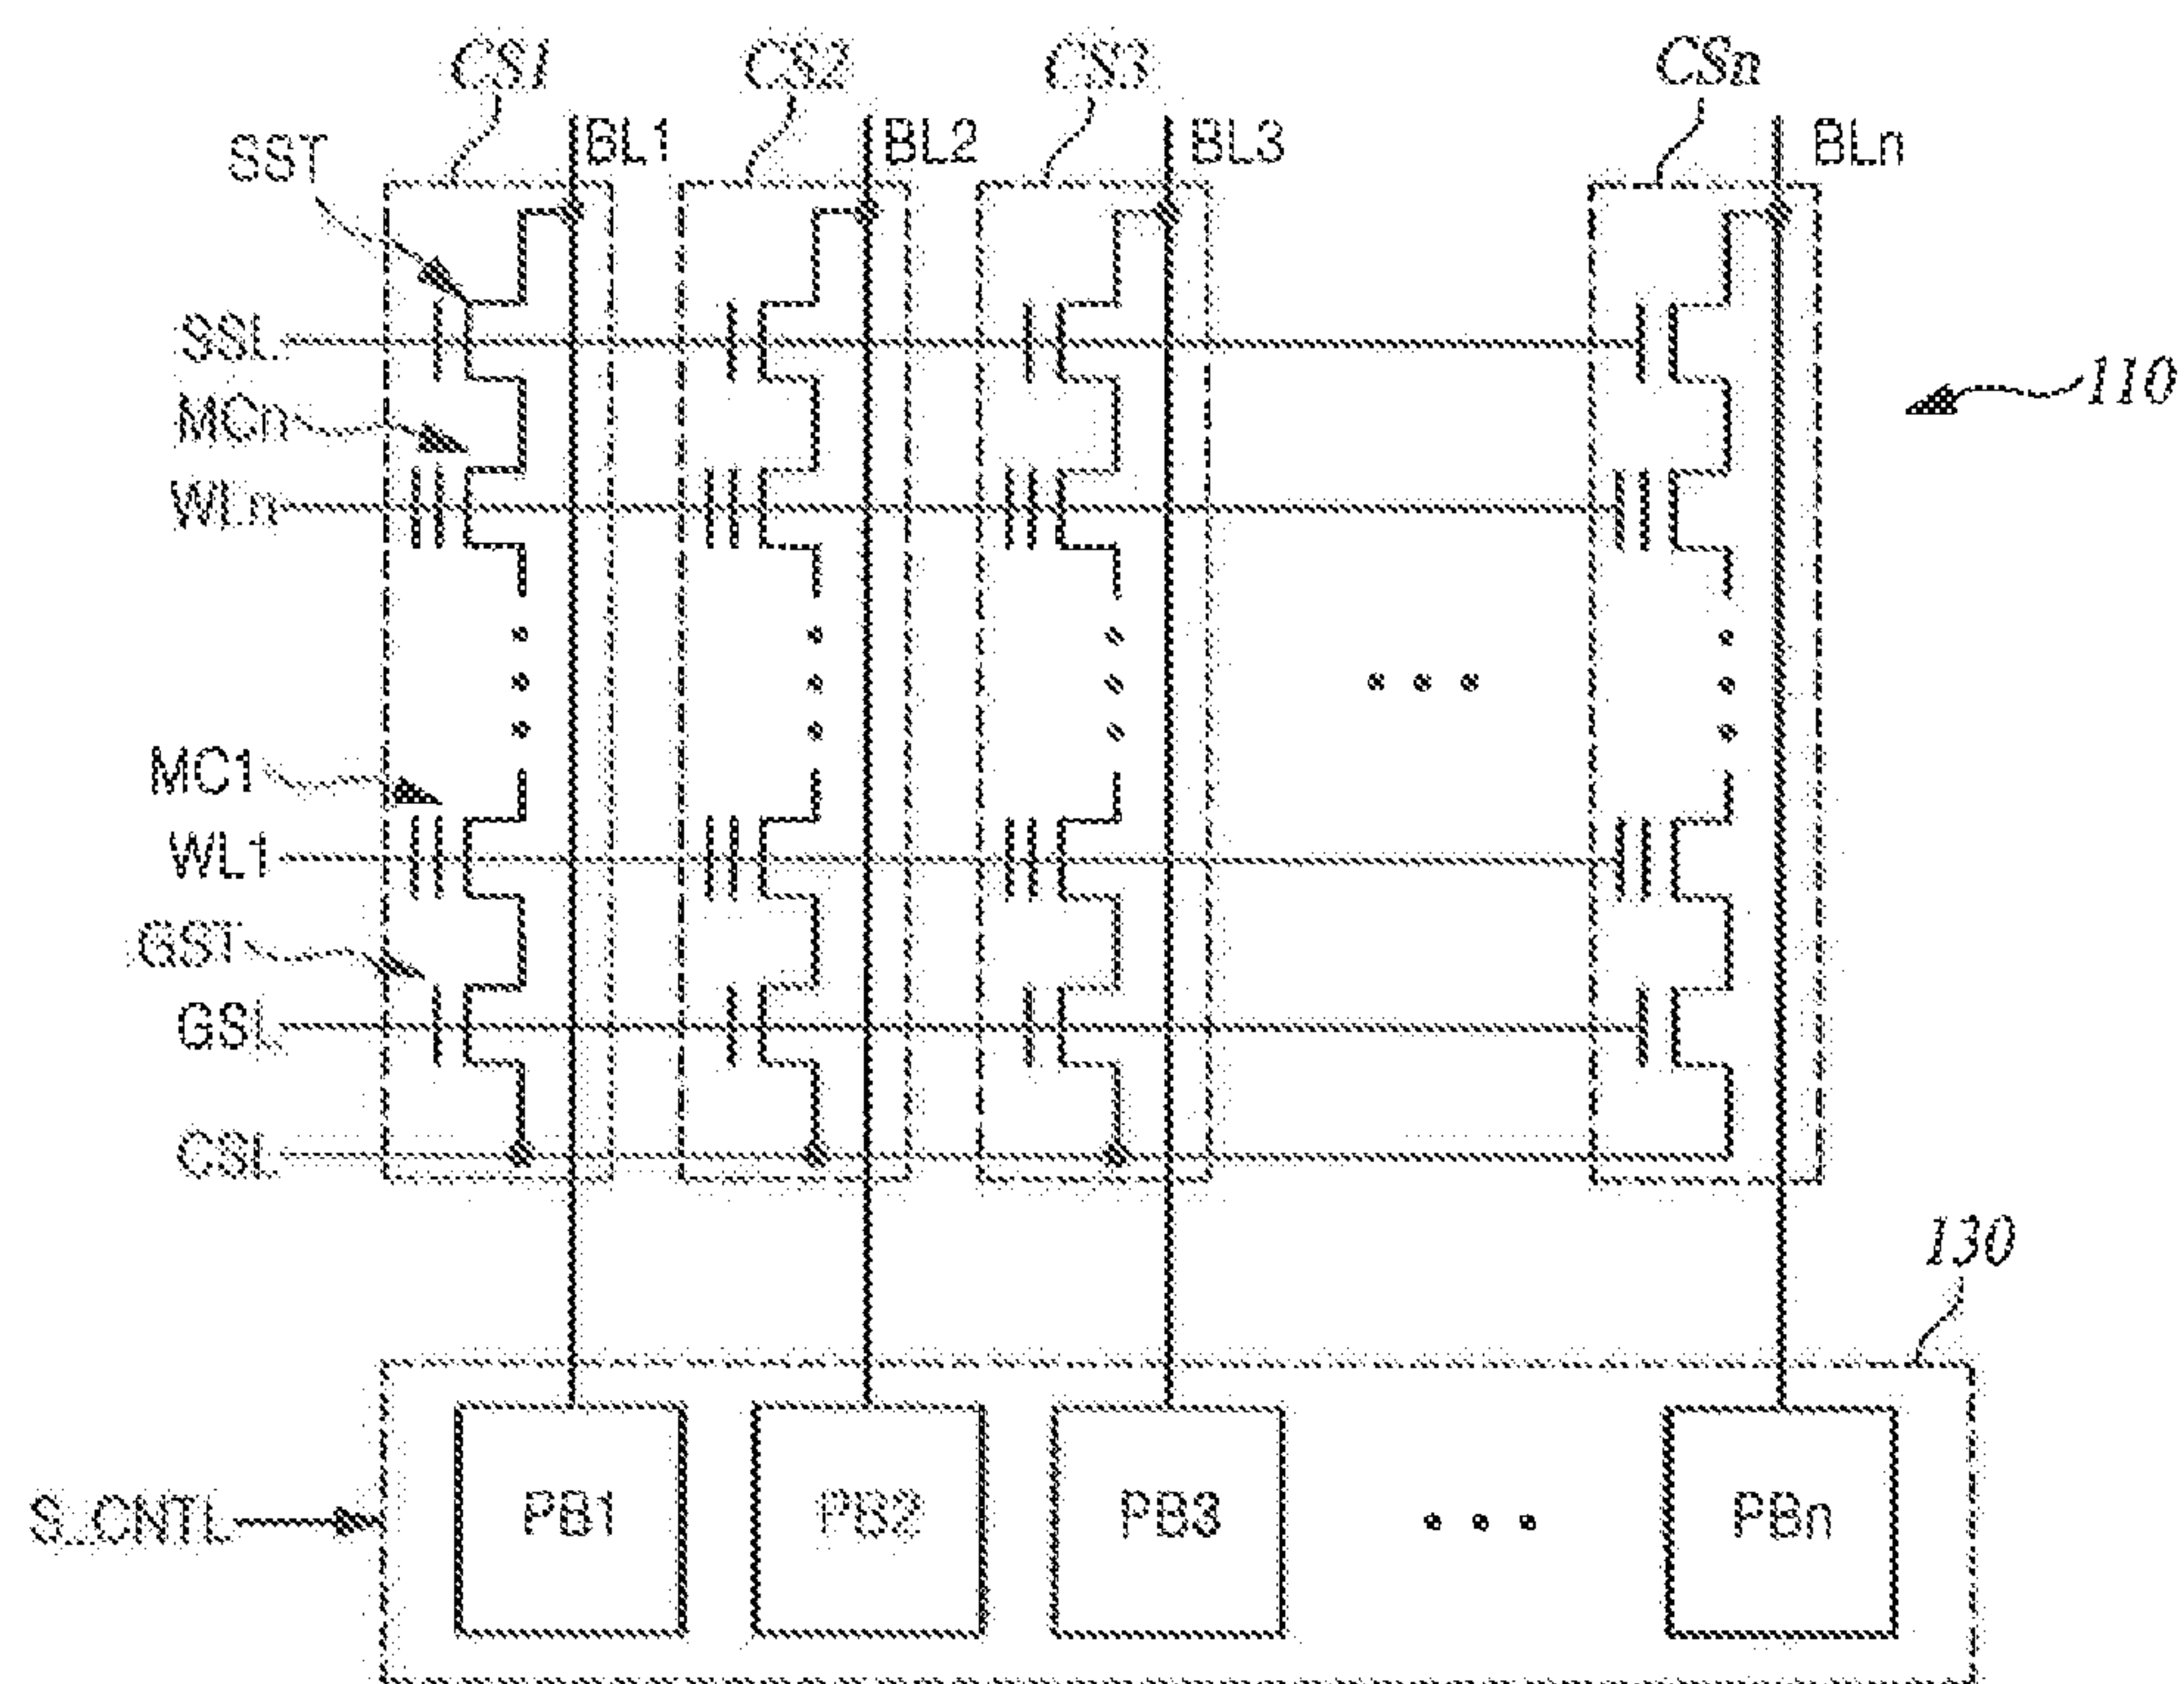 CS1 CS2 CS3 CSn
BL1 BL2 BL3 BLn
SST
SSL
110
MCn
WLn
MC1
WL1
GST
GSL
CSL
130
S_CNTL
PB1 PB2 PB3 PBn